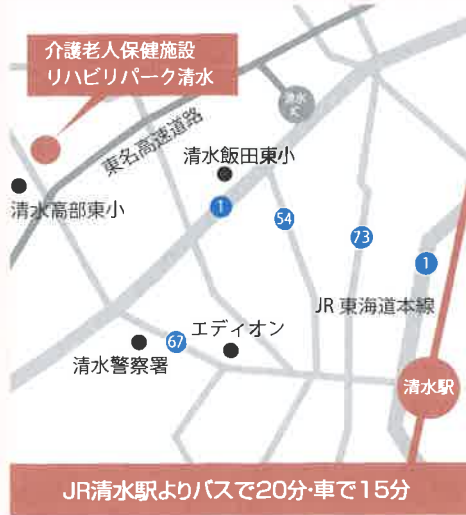 介護老人保健施設
リハビリパーク清水
清水
IC
東名高速道路
清水飯田東小
清水高部東小
1
54
73
1
JR東海道本線
67
エディオン
清水警察署
清水駅
JR清水駅よりバスで20分・車で15分